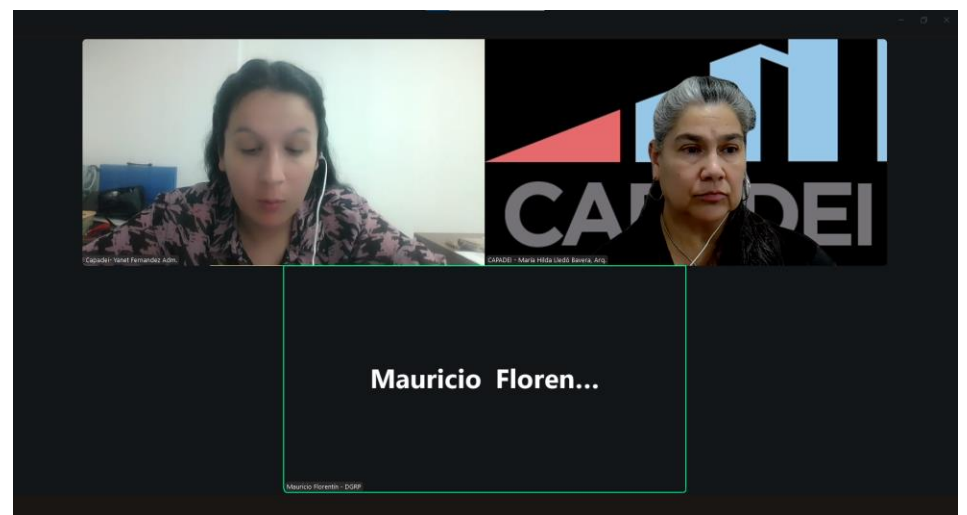 CAPADEI
Capadei- Yanet Fernandez Adm.
CAPADEI - María Hilda Lledó Bavera, Arq.
Mauricio Floren...
Mauricio Florentín - DGRP